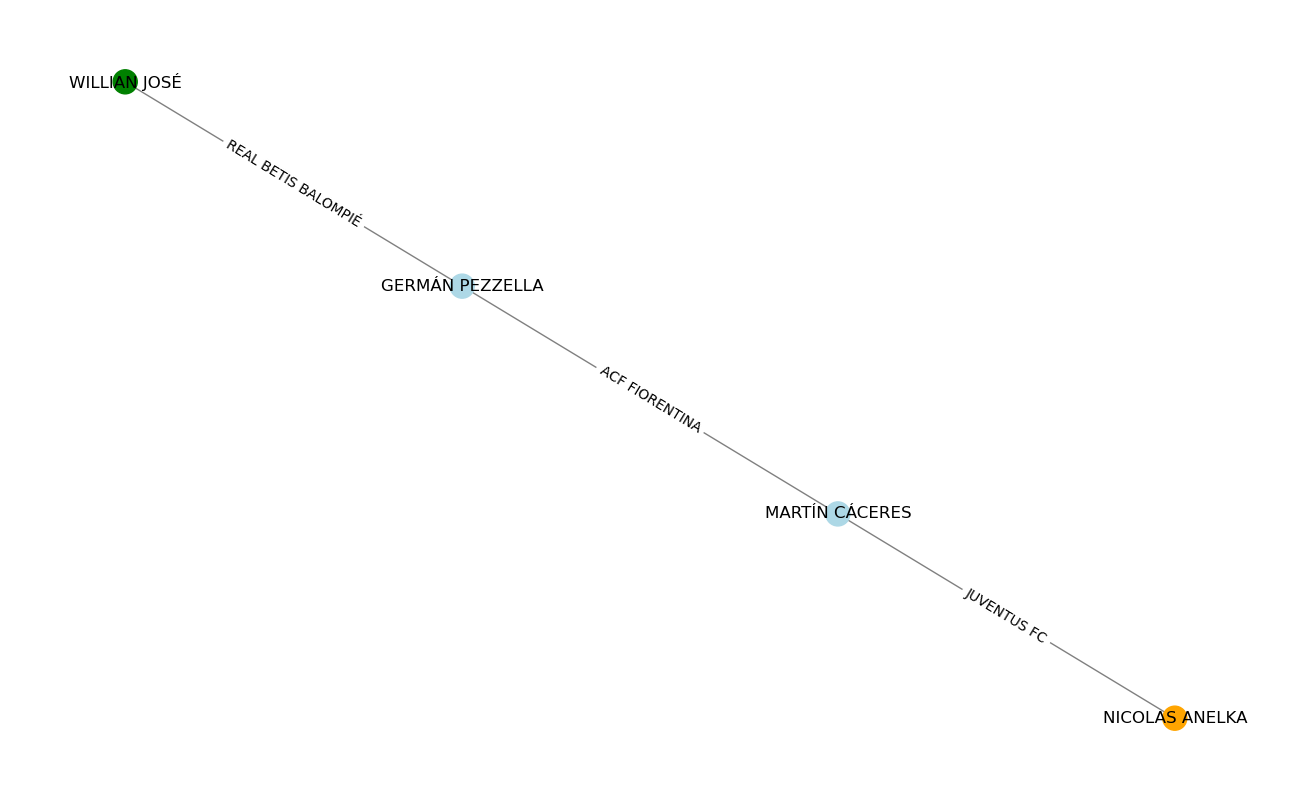 WILLIAN JOSÉ
REAL BETIS BALOMPIÉ
GERMÁN PEZZELLA
ACF FIORENTINA
MARTÍN CÁCERES
JUVENTUS FC
NICOLAS ANELKA